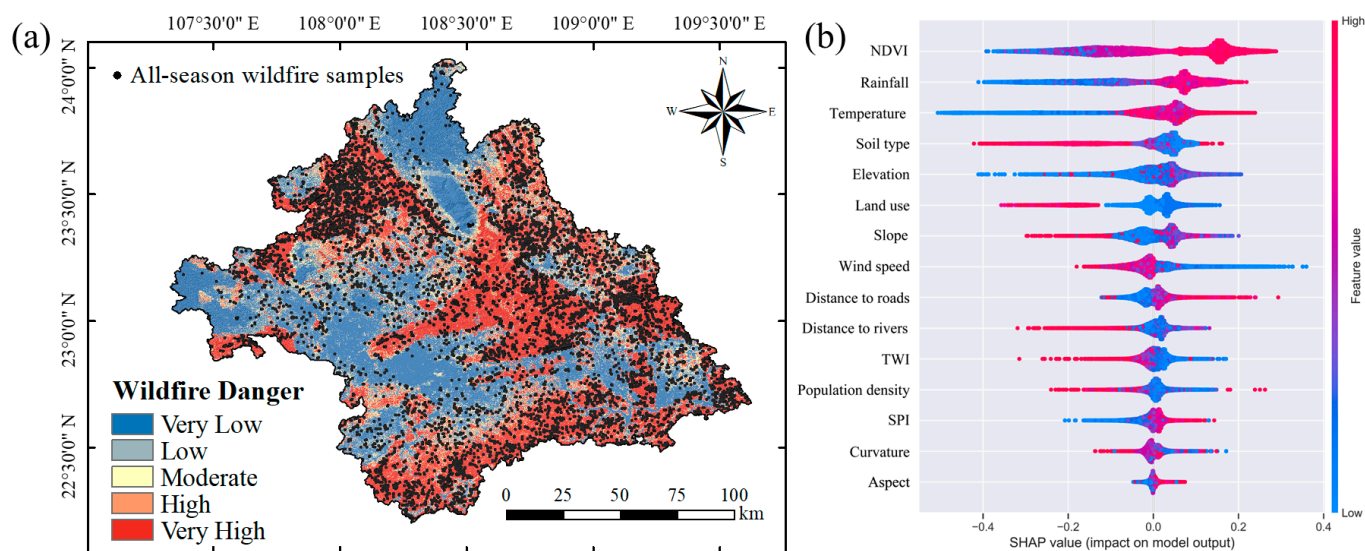 (a)
107°30'0" E 108°0'0" E 108°30'0" E 109°0'0" E 109°30'0" E
24°0'0" N
23°30'0" N
23°0'0" N
22°30'0" N
All-season wildfire samples
N
W E
S
Wildfire Danger
Very Low
Low
Moderate
High
Very High
0 25 50 75 100
km
(b)
NDVI
Rainfall
Temperature
Soil type
Elevation
Land use
Slope
Wind speed
Distance to roads
Distance to rivers
TWI
Population density
SPI
Curvature
Aspect
−0.4 −0.2 0.0 0.2 0.4
SHAP value (impact on model output)
High
Feature value
Low